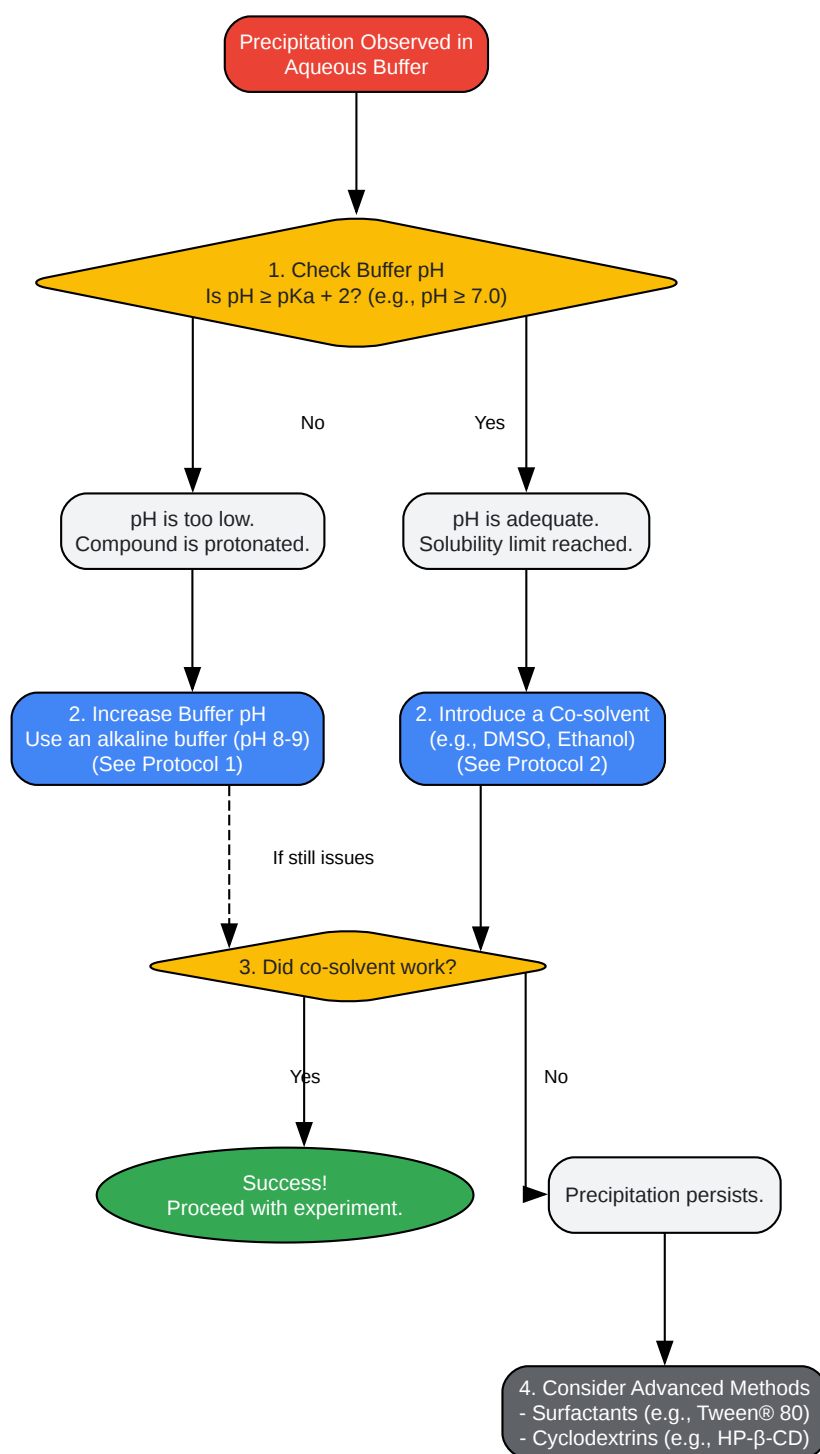 Precipitation Observed in
Aqueous Buffer
1. Check Buffer pH
Is pH ≥ pKa + 2? (e.g., pH ≥ 7.0)
No
Yes
pH is too low.
Compound is protonated.
pH is adequate.
Solubility limit reached.
2. Increase Buffer pH
Use an alkaline buffer (pH 8-9)
(See Protocol 1)
2. Introduce a Co-solvent
(e.g., DMSO, Ethanol)
(See Protocol 2)
If still issues
3. Did co-solvent work?
Yes
No
Success!
Proceed with experiment.
Precipitation persists.
4. Consider Advanced Methods
- Surfactants (e.g., Tween® 80)
- Cyclodextrins (e.g., HP-β-CD)